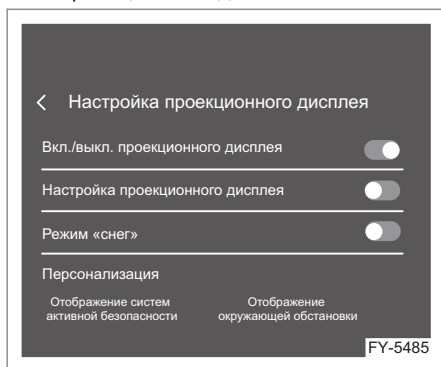 Настройка проекционного дисплея
Вкл./выкл. проекционного дисплея
Настройка проекционного дисплея
Режим «снег»
Персонализация
Отображение систем
активной безопасности
Отображение
окружающей обстановки
FY-5485